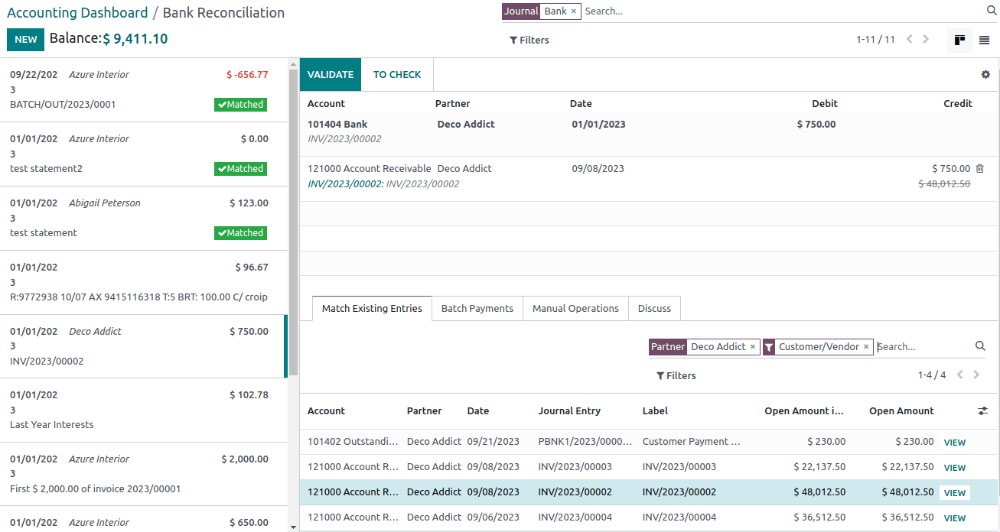 Accounting Dashboard / Bank Reconciliation
Journal Bank × Search...
NEW Balance:$ 9,411.10
Filters
1-11 / 11
09/22/202 Azure Interior $ -656.77
3
BATCH/OUT/2023/0001 Matched
01/01/202 Azure Interior $ 0.00
3
test statement2 Matched
01/01/202 Abigail Peterson $ 123.00
3
test statement Matched
01/01/202 $ 96.67
3
R:9772938 10/07 AX 9415116318 T:5 BRT: 100.00 C/ croip
01/01/202 Deco Addict $ 750.00
3
INV/2023/00002
01/01/202 $ 102.78
3
Last Year Interests
01/01/202 Azure Interior $ 2,000.00
3
First $ 2,000.00 of invoice 2023/00001
01/01/202 Azure Interior $ 650.00
VALIDATE TO CHECK
Account Partner Date Debit Credit
101404 Bank Deco Addict 01/01/2023 $ 750.00
INV/2023/00002
121000 Account Receivable Deco Addict 09/08/2023 $ 750.00
INV/2023/00002: INV/2023/00002 $ 48,012.50
Match Existing Entries Batch Payments Manual Operations Discuss
Partner Deco Addict × Customer/Vendor × Search...
Filters 1-4 / 4
Account Partner Date Journal Entry Label Open Amount i... Open Amount
101402 Outstandi... Deco Addict 09/21/2023 PBNK1/2023/0000... Customer Payment ... $ 230.00 $ 230.00 VIEW
121000 Account R... Deco Addict 09/08/2023 INV/2023/00003 INV/2023/00003 $ 22,137.50 $ 22,137.50 VIEW
121000 Account R... Deco Addict 09/08/2023 INV/2023/00002 INV/2023/00002 $ 48,012.50 $ 48,012.50 VIEW
121000 Account R... Deco Addict 09/06/2023 INV/2023/00004 INV/2023/00004 $ 36,512.50 $ 36,512.50 VIEW